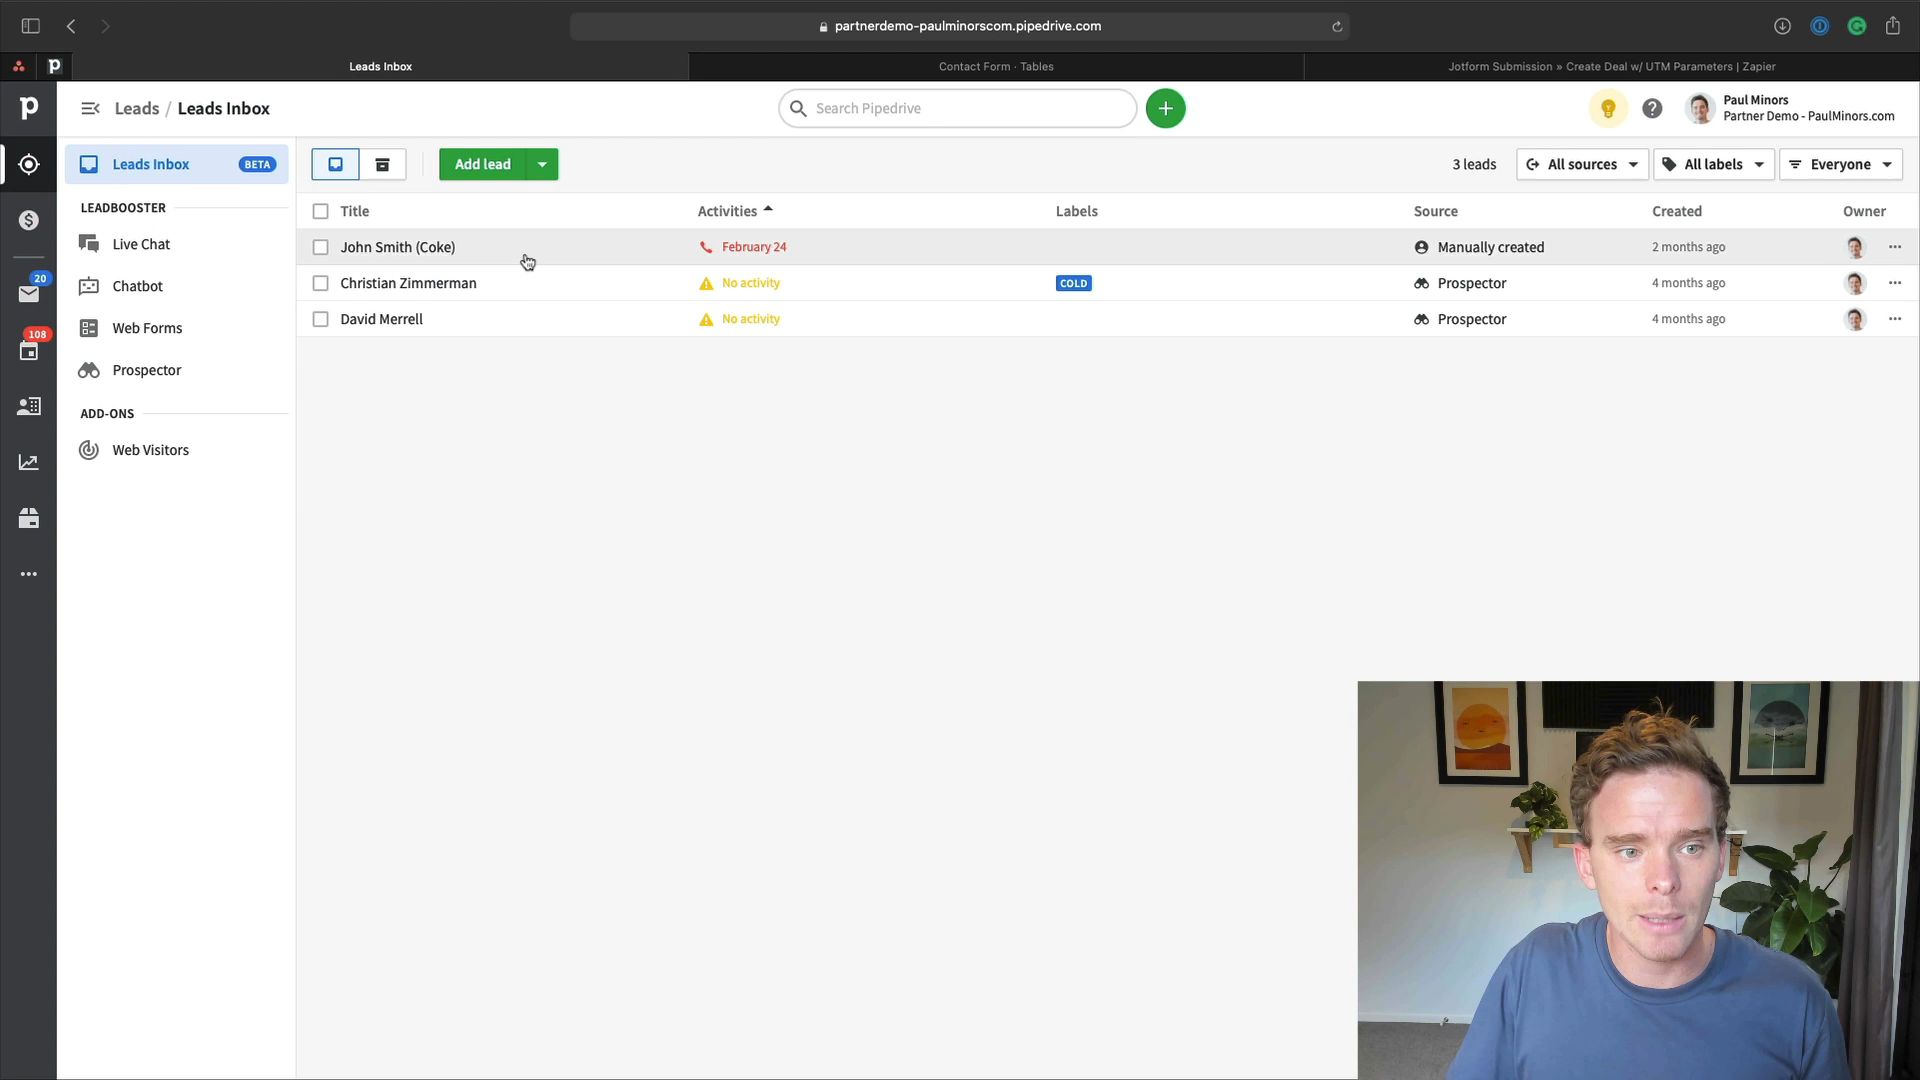 partnerdemo-paulminorscom.pipedrive.com
Leads Inbox
Contact Form · Tables
Jotform Submission » Create Deal w/ UTM Parameters | Zapier
Leads / Leads Inbox
Search Pipedrive
Paul Minors
Partner Demo - PaulMinors.com
Leads Inbox BETA
Add lead
3 leads
All sources
All labels
Everyone
LEADBOOSTER
Live Chat
Chatbot
Web Forms
Prospector
ADD-ONS
Web Visitors
20
108
Title Activities Labels Source Created Owner
John Smith (Coke) February 24 Manually created 2 months ago
Christian Zimmerman No activity COLD Prospector 4 months ago
David Merrell No activity Prospector 4 months ago